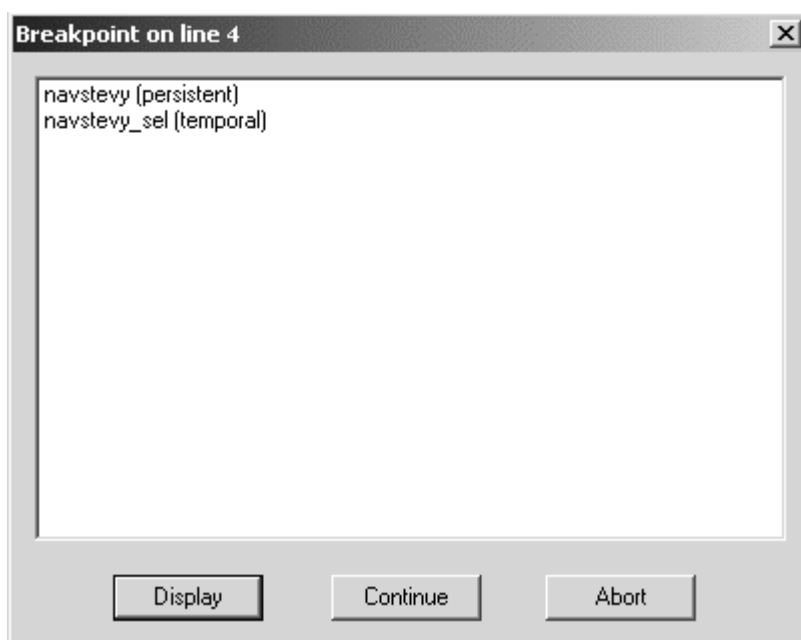 Breakpoint on line 4
navstevy (persistent)
navstevy_sel (temporal)
Display Continue Abort